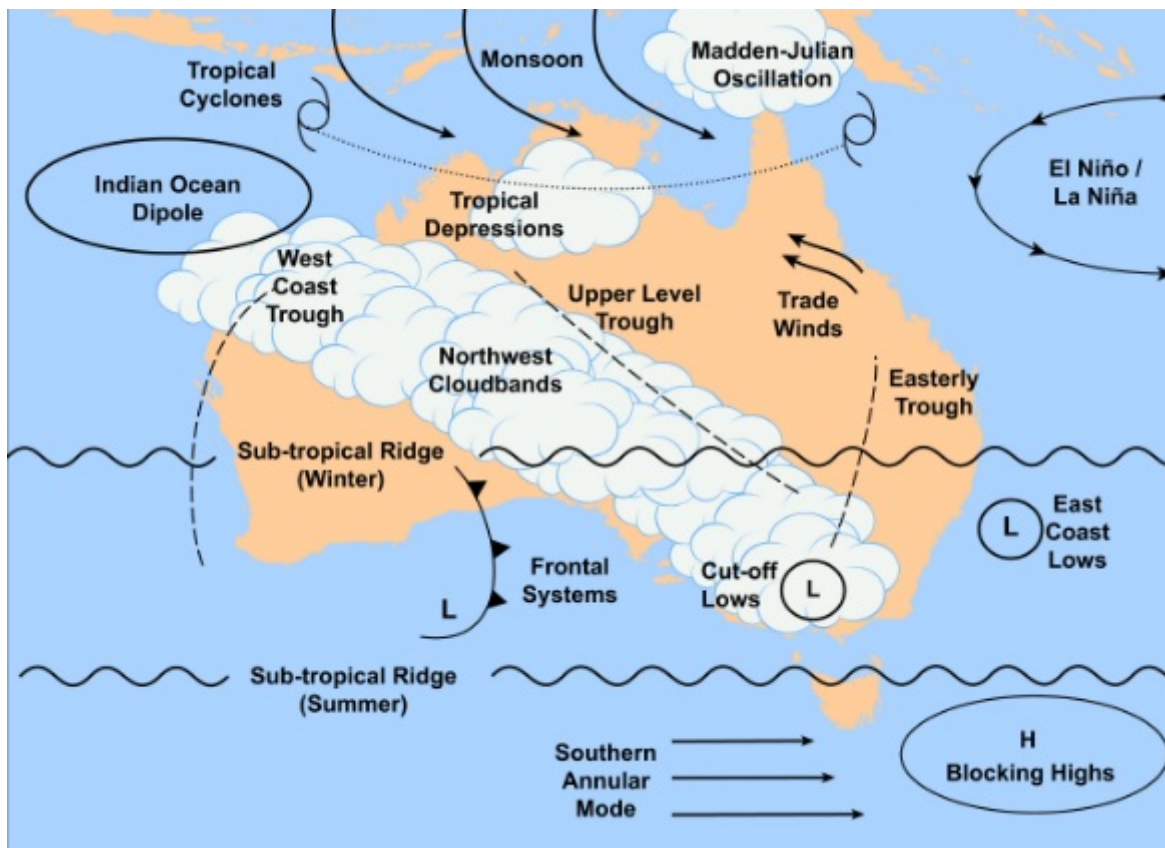 Madden-Julian
Oscillation
Monsoon
Tropical
Cyclones
El Niño /
La Niña
Indian Ocean
Dipole
Tropical
Depressions
West
Coast
Trough
Upper Level
Trough
Trade
Winds
Northwest
Cloudbands
Easterly
Trough
Sub-tropical Ridge
(Winter)
L
East
Coast
Lows
Frontal
Systems
L
Cut-off
Lows
L
Sub-tropical Ridge
(Summer)
Southern
Annular
Mode
H
Blocking Highs